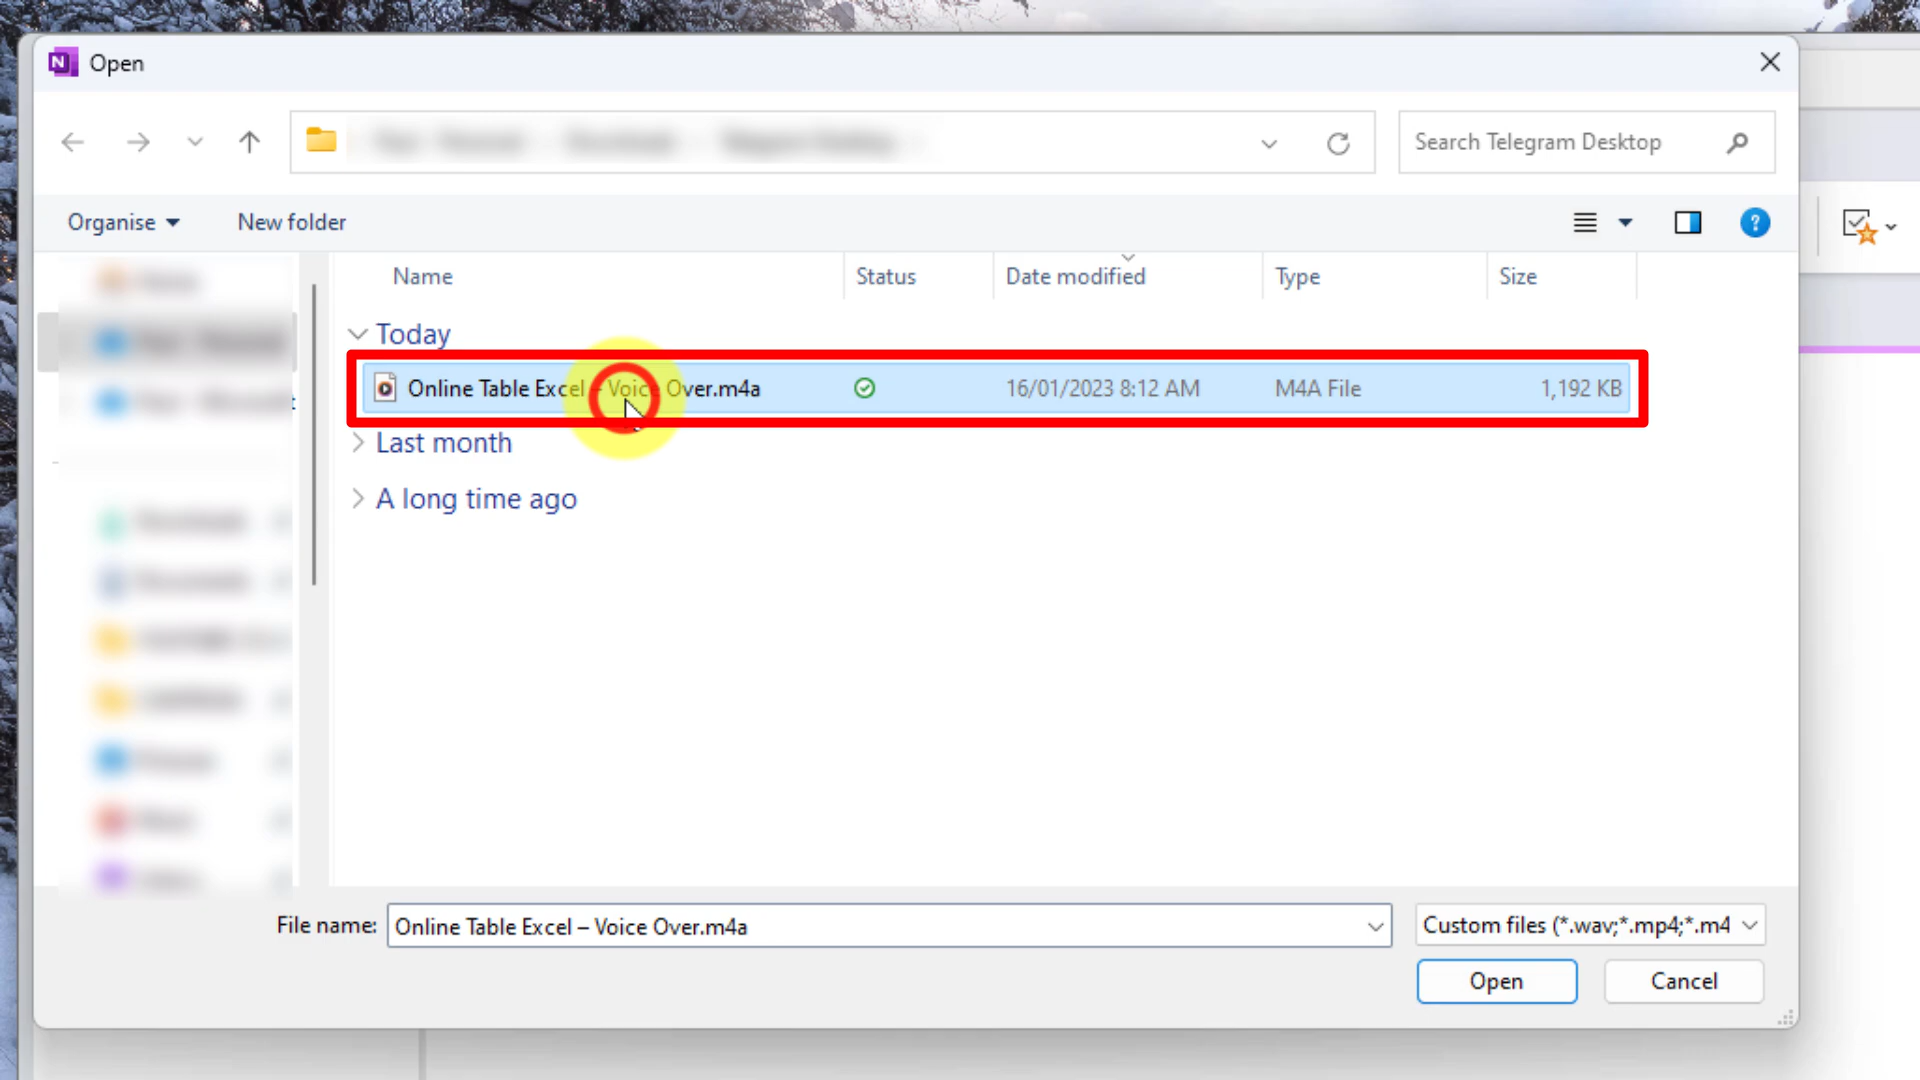 Open
Search Telegram Desktop
Organise
New folder
Name
Status
Date modified
Type
Size
Today
Online Table Excel – Voice Over.m4a
16/01/2023 8:12 AM
M4A File
1,192 KB
Last month
A long time ago
File name:
Online Table Excel – Voice Over.m4a
Custom files (*.wav;*.mp4;*.m4
Open
Cancel